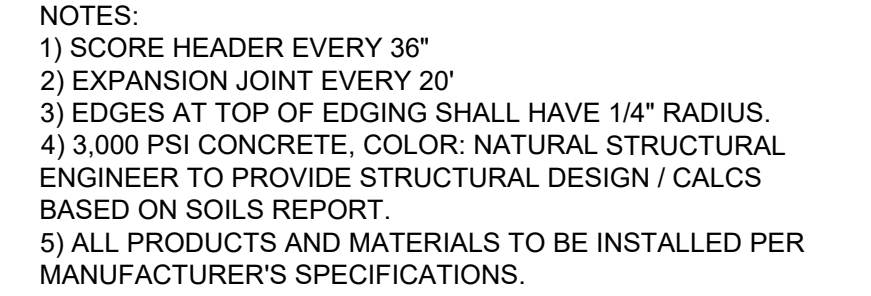 NOTES:
1) SCORE HEADER EVERY 36"
2) EXPANSION JOINT EVERY 20'
3) EDGES AT TOP OF EDGING SHALL HAVE 1/4" RADIUS.
4) 3,000 PSI CONCRETE, COLOR: NATURAL STRUCTURAL
ENGINEER TO PROVIDE STRUCTURAL DESIGN / CALCS
BASED ON SOILS REPORT.
5) ALL PRODUCTS AND MATERIALS TO BE INSTALLED PER
MANUFACTURER'S SPECIFICATIONS.